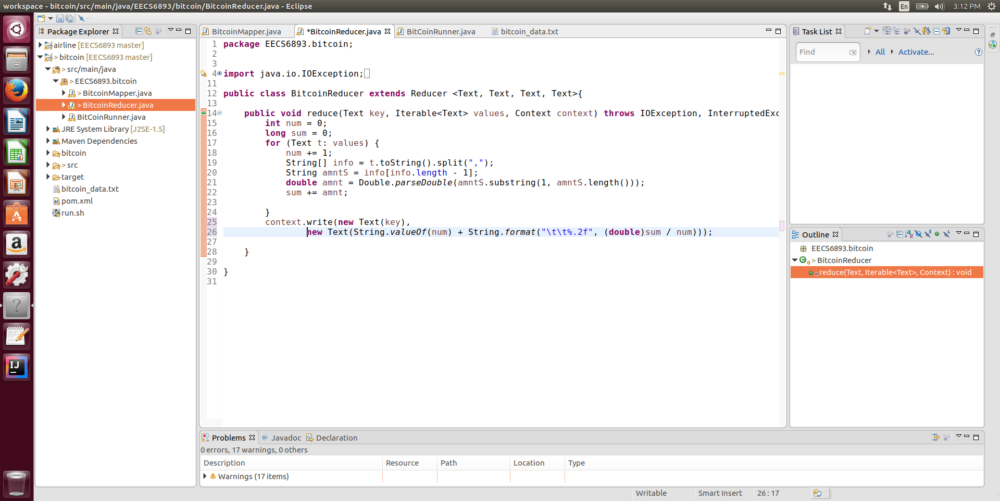 workspace - bitcoin/src/main/java/EECS6893/bitcoin/BitcoinReducer.java - Eclipse
En
3:12 PM
Package Explorer
airline [EECS6893 master]
> bitcoin [EECS6893 master]
> src/main/java
> EECS6893.bitcoin
> BitcoinMapper.java
> BitcoinReducer.java
BitCoinRunner.java
JRE System Library [J2SE-1.5]
Maven Dependencies
bitcoin
> src
target
bitcoin_data.txt
pom.xml
run.sh
BitcoinMapper.java
*BitcoinReducer.java
BitCoinRunner.java
bitcoin_data.txt
1 package EECS6893.bitcoin;
2
3
4 import java.io.IOException;
11
12 public class BitcoinReducer extends Reducer <Text, Text, Text, Text>{
13
14 public void reduce(Text key, Iterable<Text> values, Context context) throws IOException, InterruptedExc
15 int num = 0;
16 long sum = 0;
17 for (Text t: values) {
18 num += 1;
19 String[] info = t.toString().split(",");
20 String amntS = info[info.length - 1];
21 double amnt = Double.parseDouble(amntS.substring(1, amntS.length()));
22 sum += amnt;
23
24 }
25 context.write(new Text(key),
26 new Text(String.valueOf(num) + String.format("\t\t%.2f", (double)sum / num)));
27
28 }
29
30 }
31
Task List
Find
All
Activate...
Outline
EECS6893.bitcoin
> BitcoinReducer
reduce(Text, Iterable<Text>, Context) : void
Problems
@ Javadoc
Declaration
0 errors, 17 warnings, 0 others
Description Resource Path Location Type
Warnings (17 items)
Writable
Smart Insert
26 : 17